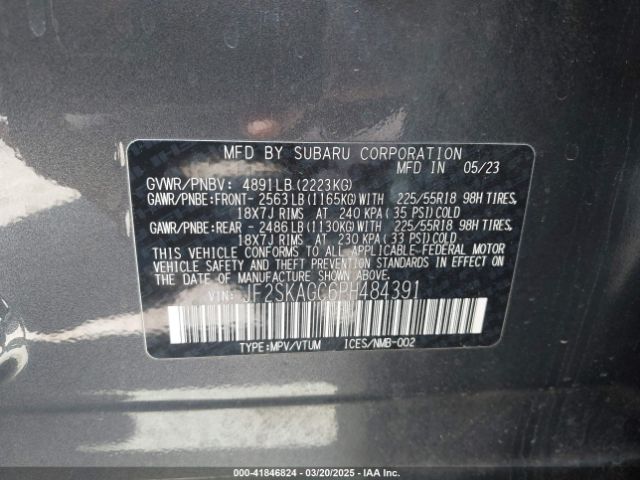 MFD BY SUBARU CORPORATION
MFD IN 05/23
GVWR/PNBV: 4891LB(2223KG)
GAWR/PNBE:FRONT- 2563LB(1165KG)WITH 225/55R18 98H TIRES,
18X7J RIMS AT 240 KPA(35 PSI)COLD
GAWR/PNBE:REAR - 2486LB(1130KG)WITH 225/55R18 98H TIRES,
18X7J RIMS AT 230 KPA(33 PSI)COLD
THIS VEHICLE CONFORMS TO ALL APPLICABLE FEDERAL MOTOR
VEHICLE SAFETY AND THEFT PREVENTION STANDARDS IN EFFECT ON
THE DATE OF MANUFACTURE SHOWN ABOVE.
VIN: JF2SKAGC6PH484391
TYPE:MPV/VTUM ICES/NMB-002
000-41846824 / 03/20/2025 - IAA Inc.